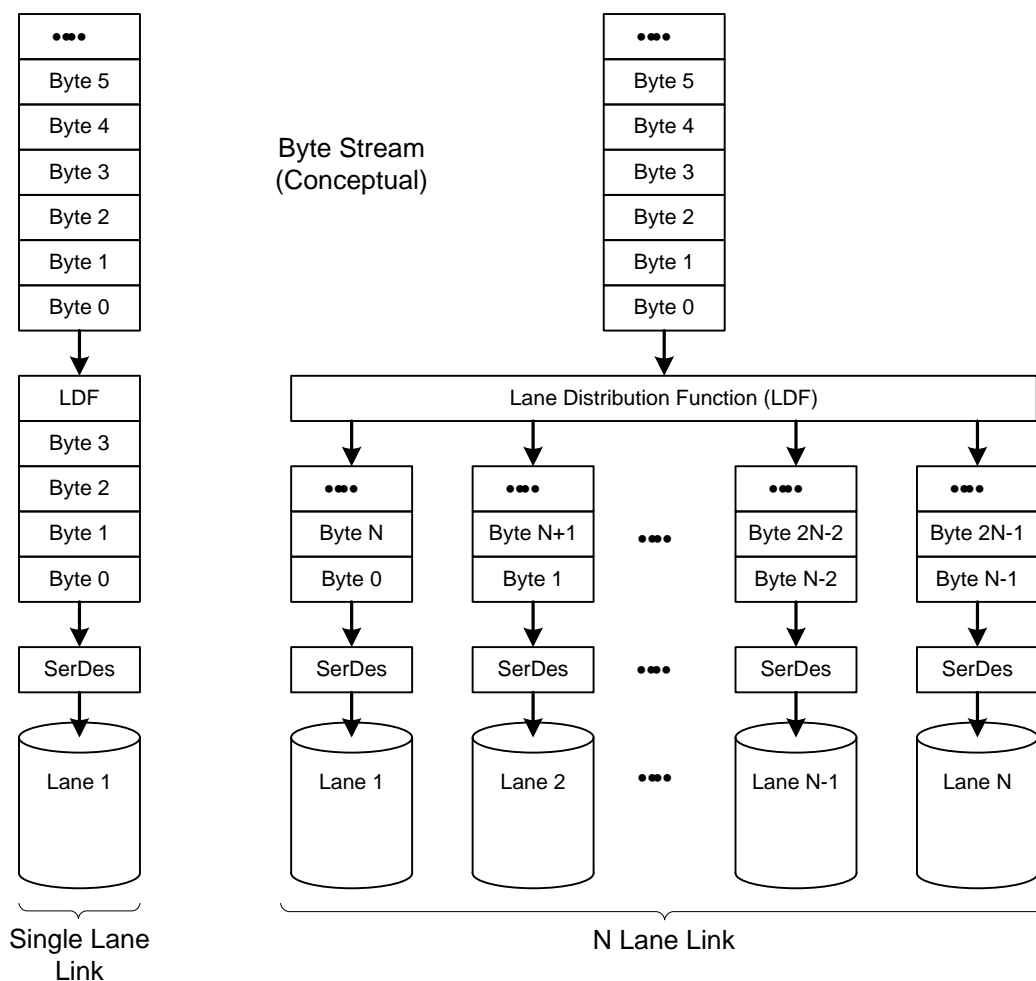 ••••
Byte 5
Byte 4
Byte 3
Byte 2
Byte 1
Byte 0
LDF
Byte 3
Byte 2
Byte 1
Byte 0
SerDes
Lane 1
Single Lane
Link
Byte Stream
(Conceptual)
••••
Byte 5
Byte 4
Byte 3
Byte 2
Byte 1
Byte 0
Lane Distribution Function (LDF)
•••• •••• •••• ••••
Byte N Byte N+1 •••• Byte 2N-2 Byte 2N-1
Byte 0 Byte 1 Byte N-2 Byte N-1
SerDes SerDes •••• SerDes SerDes
Lane 1 Lane 2 •••• Lane N-1 Lane N
N Lane Link